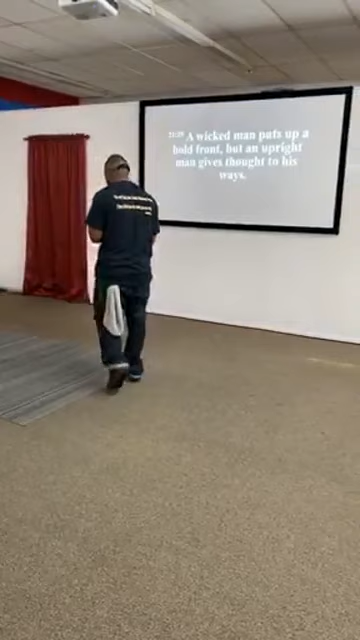 21:29 A wicked man puts up a
bold front, but an upright
man gives thought to his
ways.